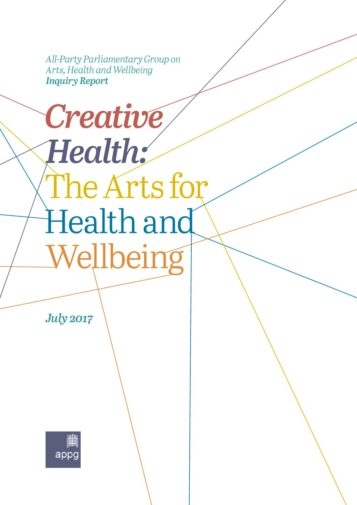 All-Party Parliamentary Group on
Arts, Health and Wellbeing
Inquiry Report
Creative
Health:
The Arts for
Health and
Wellbeing
July 2017
appg